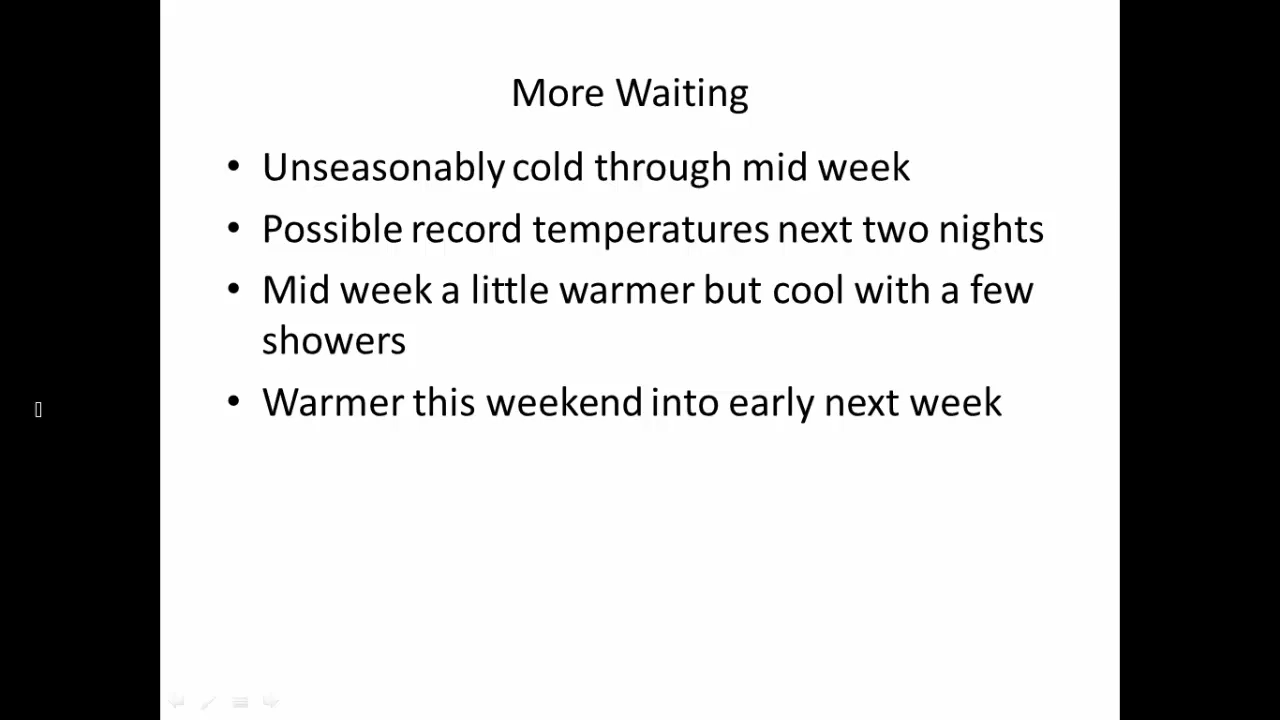 More Waiting
• Unseasonably cold through mid week
• Possible record temperatures next two nights
• Mid week a little warmer but cool with a few
showers
• Warmer this weekend into early next week